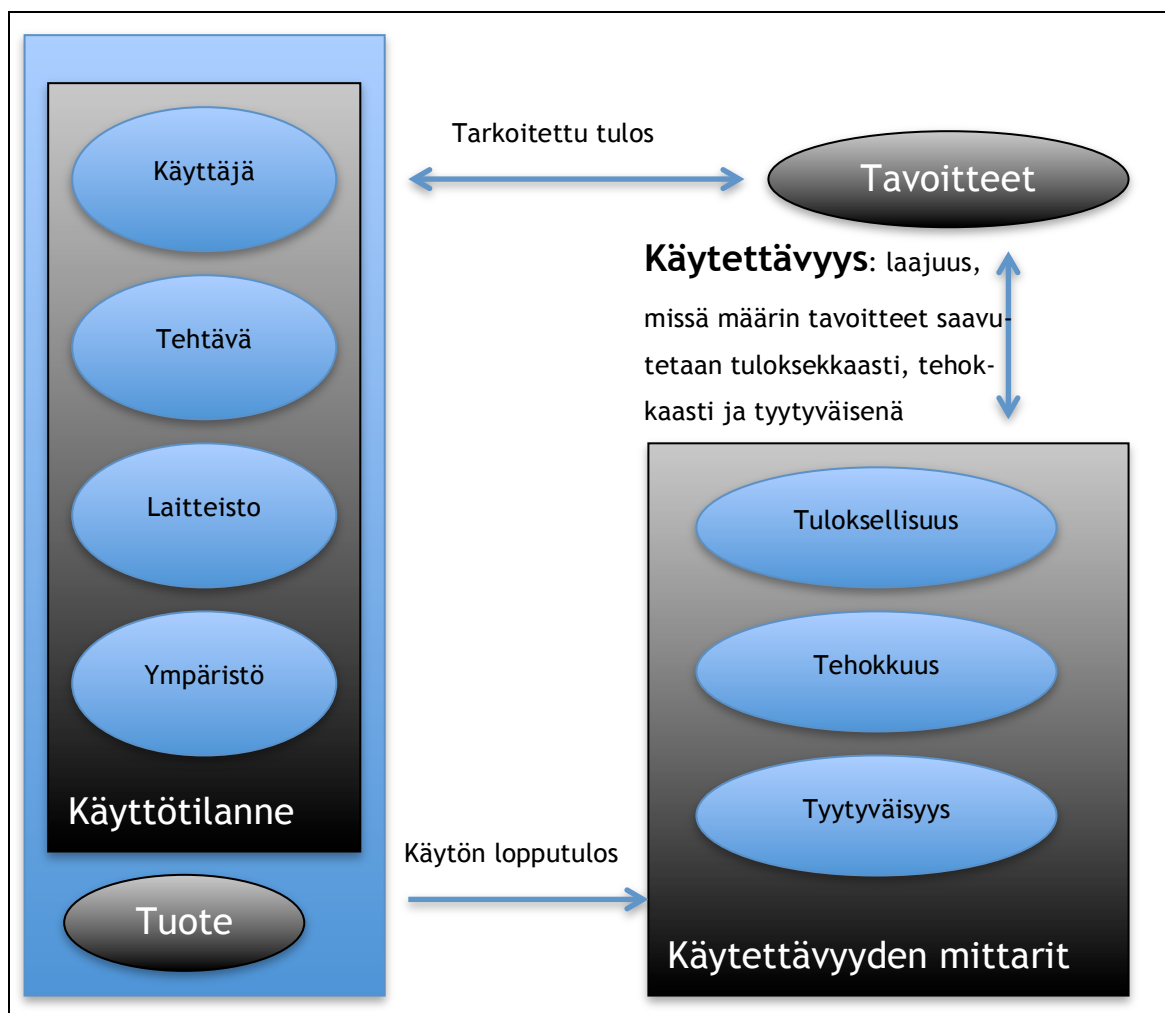 Käyttäjä
Tehtävä
Laitteisto
Ympäristö
Käyttötilanne
Tuote
Tarkoitettu tulos
Tavoitteet
Käytettävyys: laajuus,
missä määrin tavoitteet saavu-
tetaan tuloksekkaasti, tehok-
kaasti ja tyytyväisenä
Käytön lopputulos
Tuloksellisuus
Tehokkuus
Tyytyväisyys
Käytettävyyden mittarit